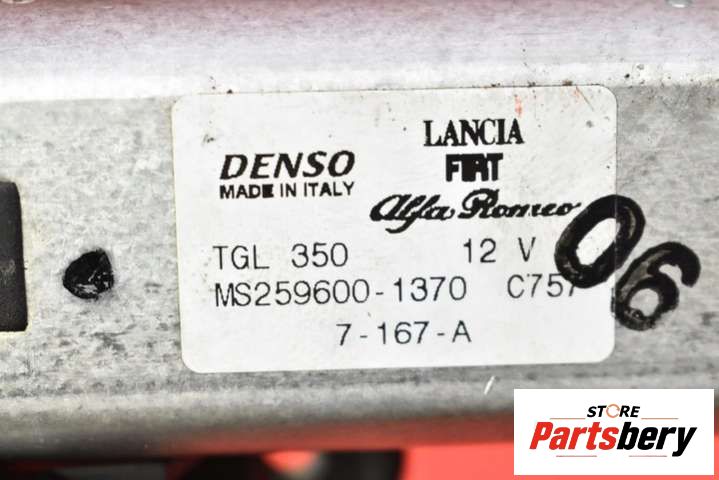 LANCIA
DENSO FIAT
MADE IN ITALY
Alfa Romeo
TGL 350 12 V
MS259600-1370 C757
7-167-A
06
STORE
Partsbery